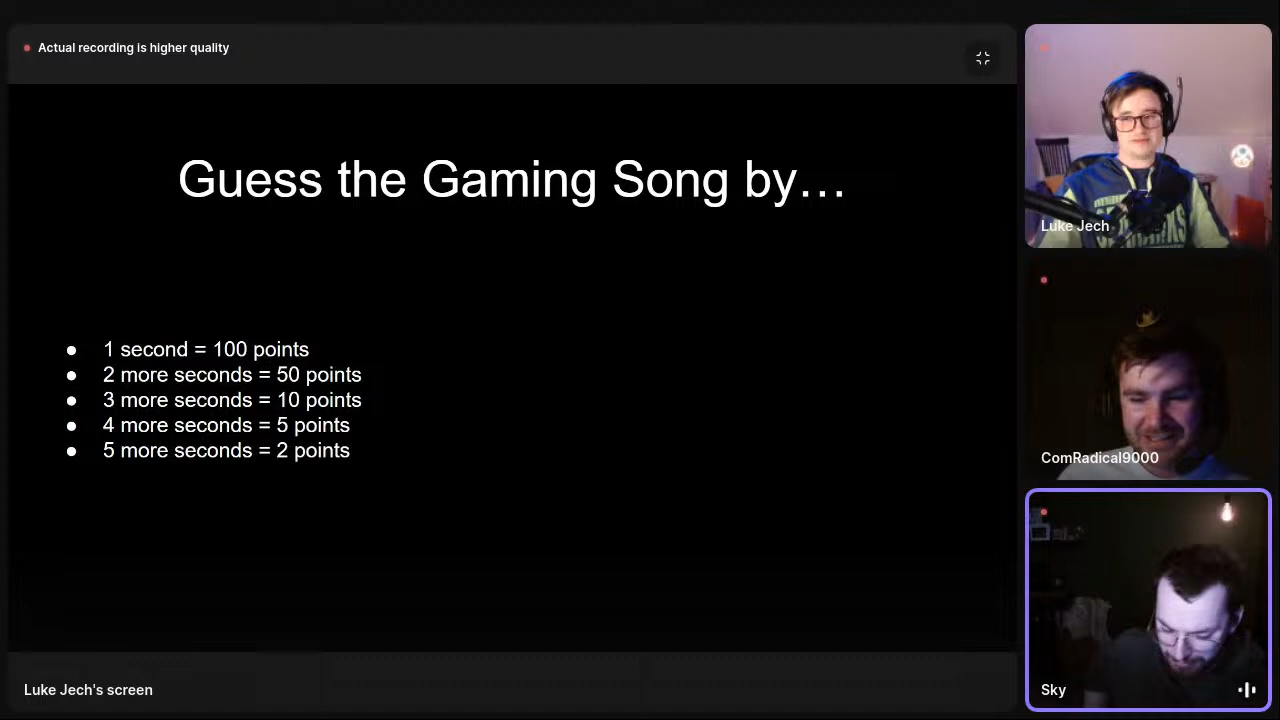 Actual recording is higher quality
Guess the Gaming Song by...
● 1 second = 100 points
● 2 more seconds = 50 points
● 3 more seconds = 10 points
● 4 more seconds = 5 points
● 5 more seconds = 2 points
Luke Jech's screen
Luke Jech
ComRadical9000
Sky